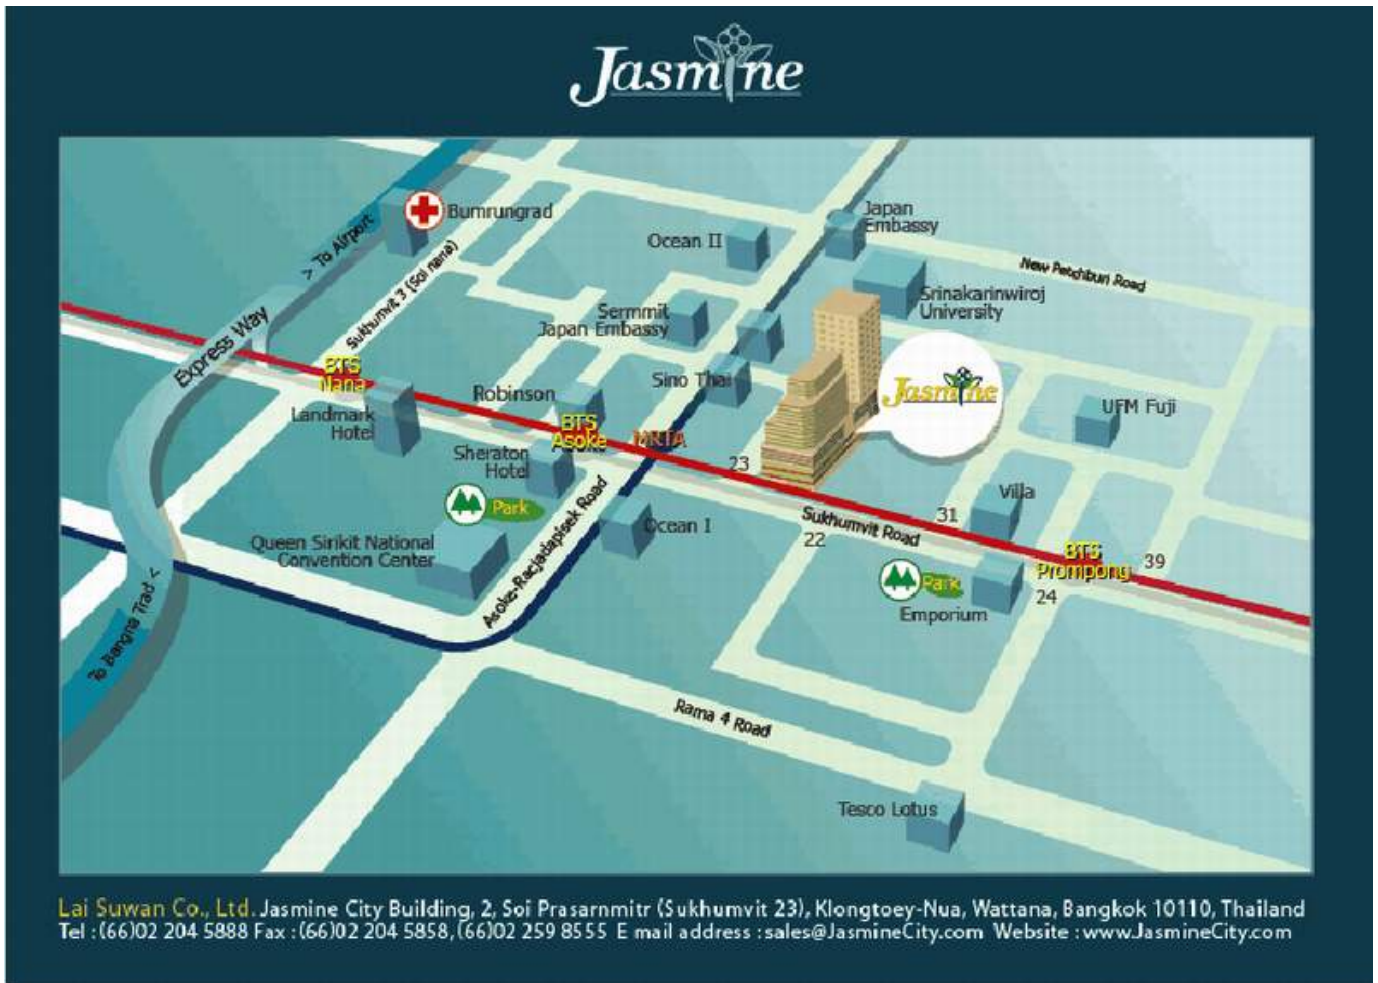 Jasmine
Bumrungrad
> To Airport
Sukhumvit 3 (Soi nana)
Express Way
BTS
Nana
Landmark
Hotel
Ocean II
Japan
Embassy
New Petchburi Road
Srinakarinwiroj
University
Sermmit
Japan Embassy
Sino Thai
Robinson
BTS
Asoke
Asoke
MRTA
Jasmine
UFM Fuji
Sheraton
Hotel
Park
23
Villa
31
Sukhumvit Road
22
Ocean I
Queen Sirikit National
Convention Center
Asoke-Racjadapisek Road
BTS
Prompong
39
Park
Emporium
24
To Bangna Trad <
Rama 4 Road
Tesco Lotus
Lai Suwan Co., Ltd. Jasmine City Building, 2, Soi Prasarnmitr (Sukhumvit 23), Klongtoey-Nua, Wattana, Bangkok 10110, Thailand
Tel :(66)02 204 5888 Fax :(66)02 204 5858,(66)02 259 8555 E mail address :sales@JasmineCity.com Website :www.JasmineCity.com